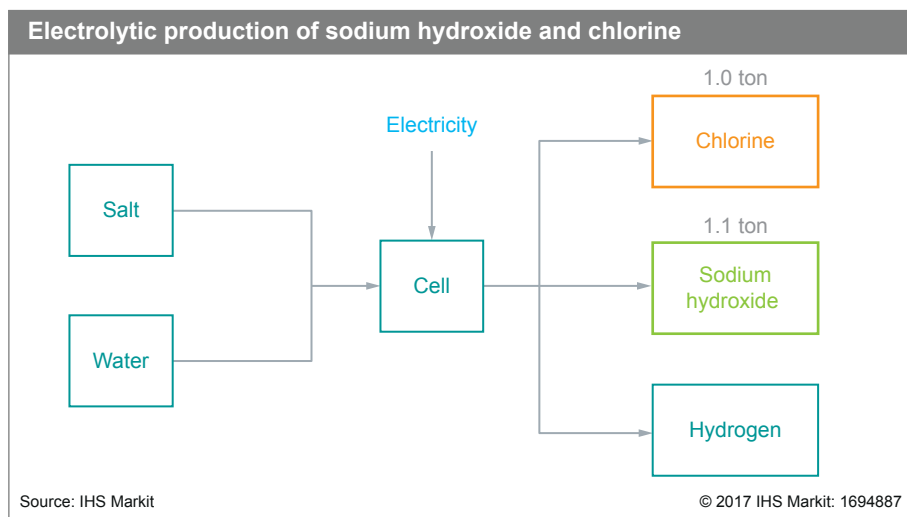 Electrolytic production of sodium hydroxide and chlorine
1.0 ton
Electricity
Chlorine
Salt
1.1 ton
Cell
Sodium
hydroxide
Water
Hydrogen
Source: IHS Markit
© 2017 IHS Markit: 1694887